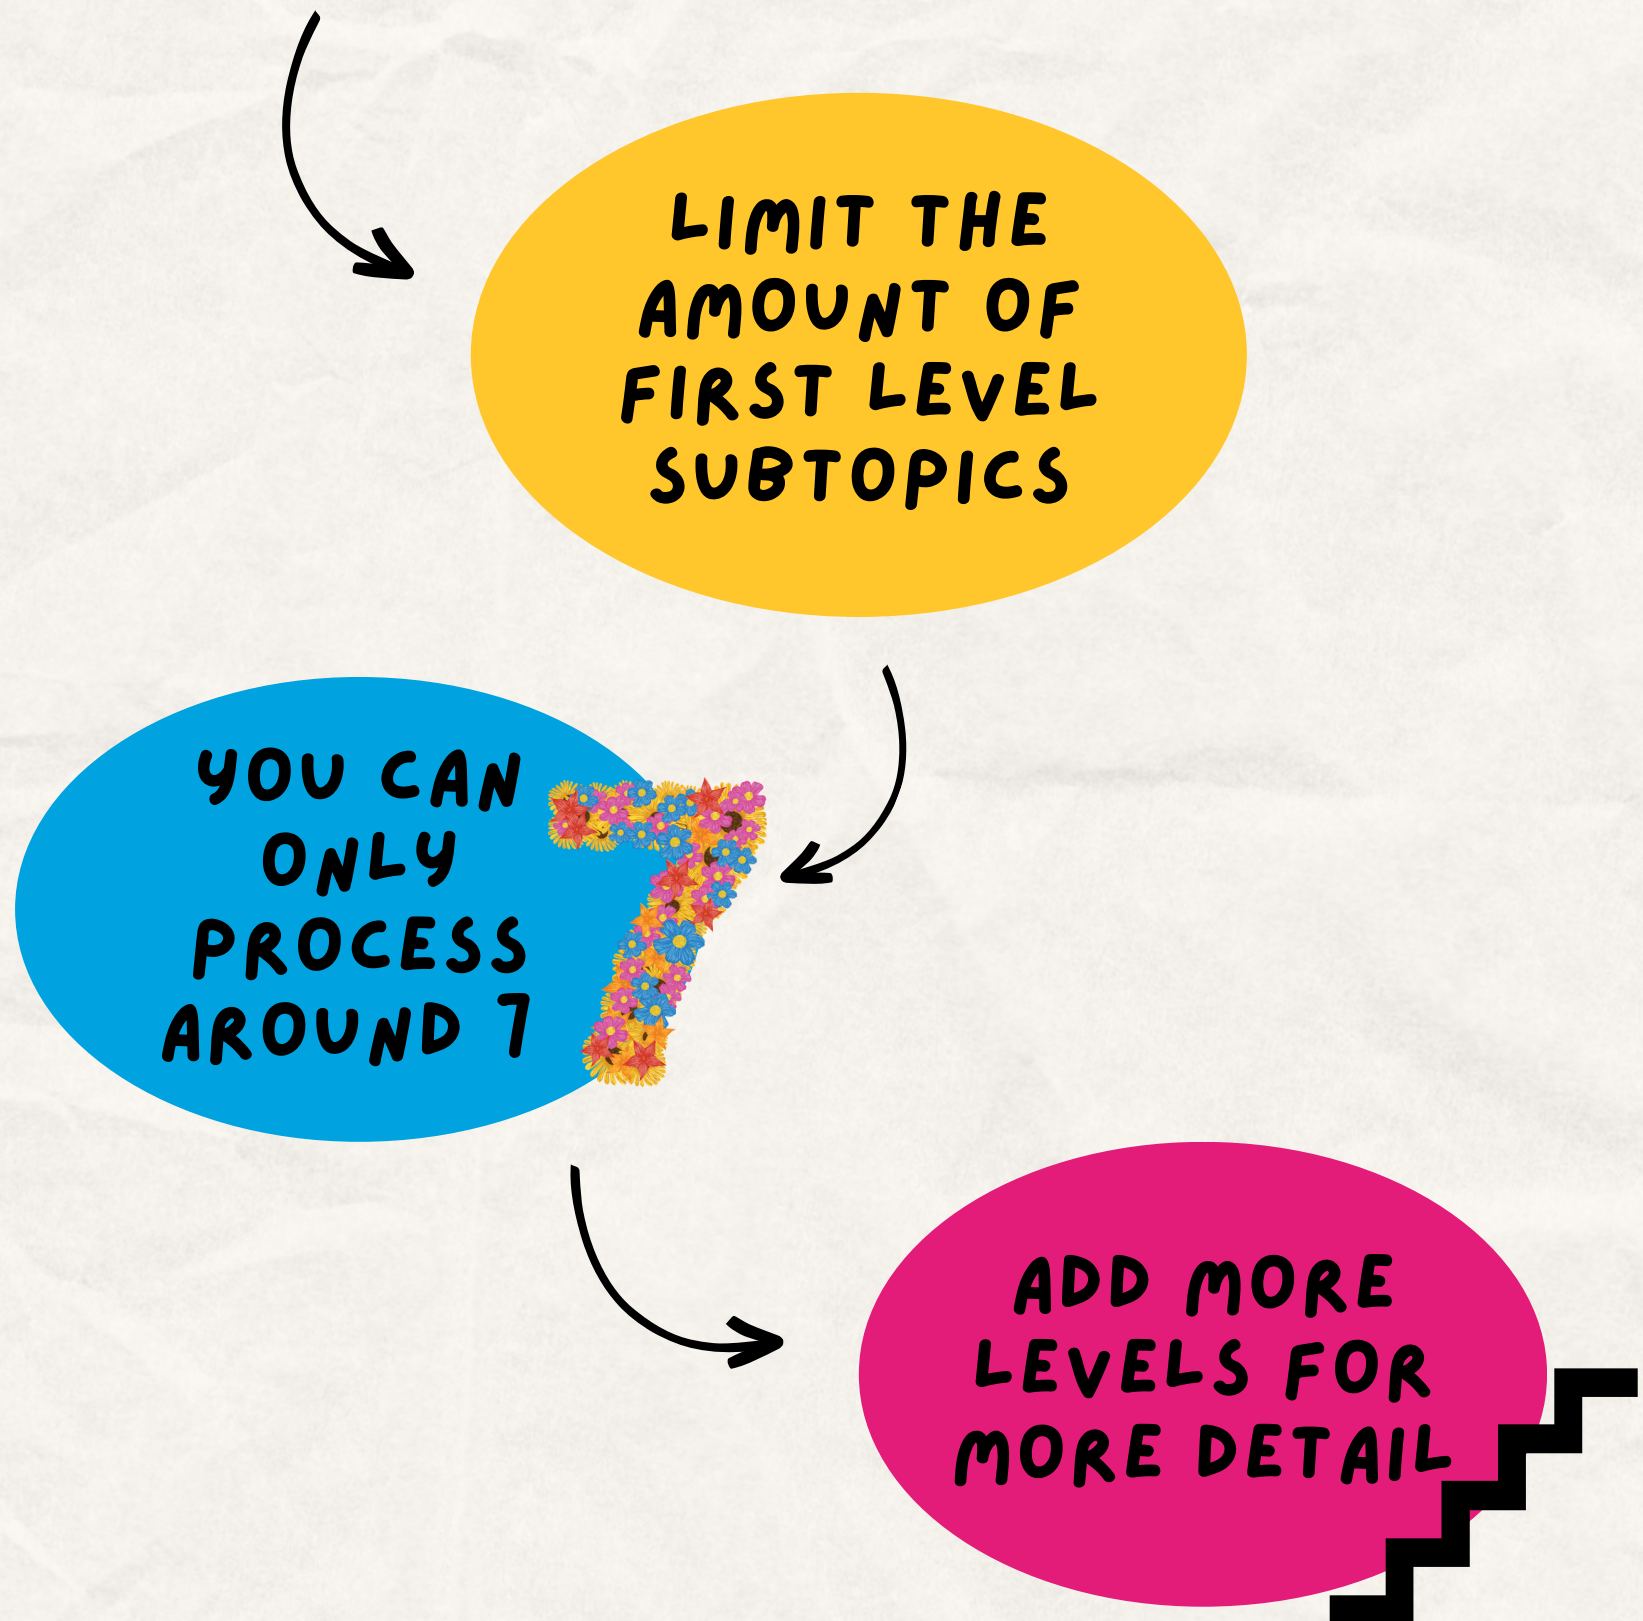 LIMIT THE
AMOUNT OF
FIRST LEVEL
SUBTOPICS
YOU CAN
ONLY
PROCESS
AROUND 7
7
ADD MORE
LEVELS FOR
MORE DETAIL